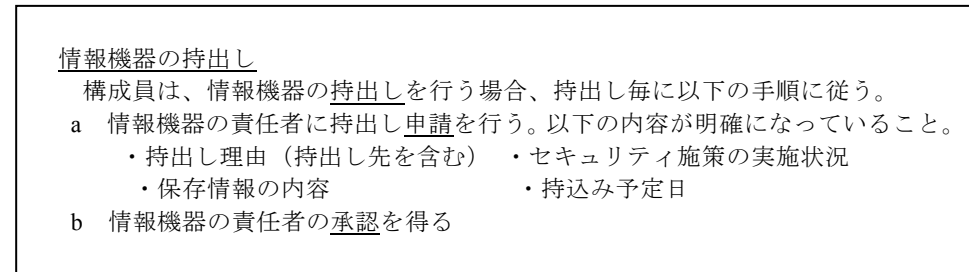 情報機器の持出し
構成員は、情報機器の持出しを行う場合、持出し毎に以下の手順に従う。
a 情報機器の責任者に持出し申請を行う。以下の内容が明確になっていること。
・持出し理由（持出し先を含む） ・セキュリティ施策の実施状況
・保存情報の内容 ・持込み予定日
b 情報機器の責任者の承認を得る